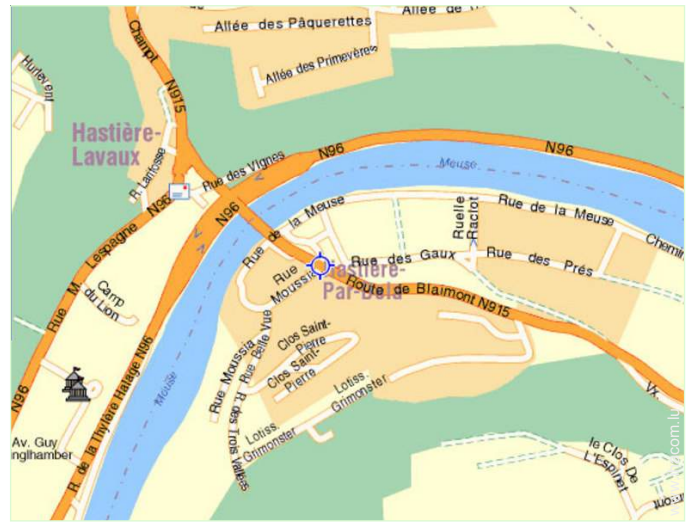 Allée des Pâquerettes
Allée des Primevères
Champt
N915
Hurlevent
Hastière-
Lavaux
R. Lanfosse
Rue des Vignes
N96
N96
Meuse
N96
N96
Rue M. Lespagne
N96
Rue de la Meuse
Rue de la Meuse
Ruelle
Raclot
Chemin
Rue des Gaux
Rue des Prés
Rue
Moussia
Hastière-
Par-Delà
Route de Blaimont N915
Camp
du Lion
Clos Saint-
Pierre
Clos Saint-
Pierre
Rue Belle Vue
Rue Moussia
R. des Trois Vallées
Lotiss.
Grimonster
Lotiss.
Grimonster
Meuse
R. de la Thylère Halage N96
N96
Av. Guy
nglhamber
Vx.
le Clos De
L'Espinet